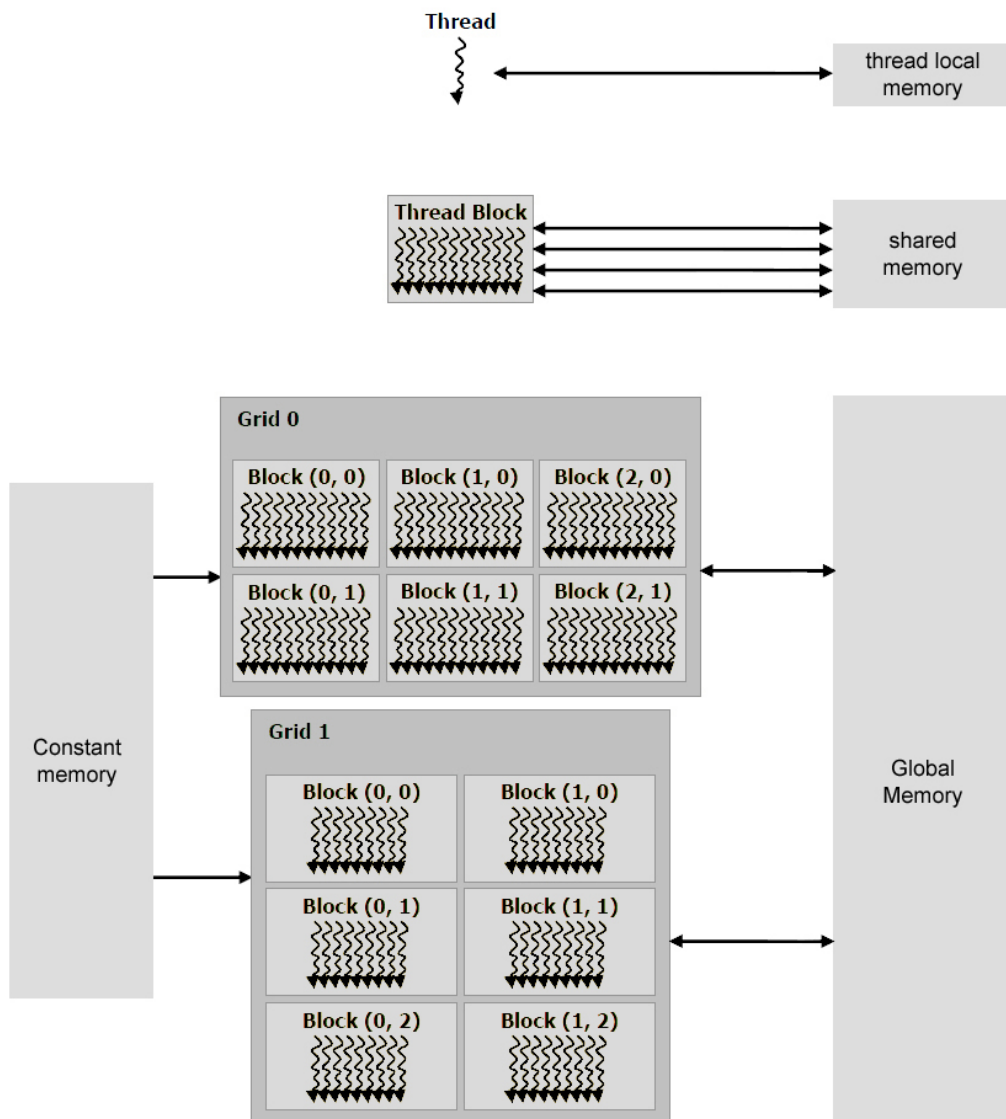 Thread
thread local
memory
Thread Block
shared
memory
Grid 0
Block (0, 0)
Block (1, 0)
Block (2, 0)
Block (0, 1)
Block (1, 1)
Block (2, 1)
Constant
memory
Grid 1
Block (0, 0)
Block (1, 0)
Block (0, 1)
Block (1, 1)
Block (0, 2)
Block (1, 2)
Global
Memory